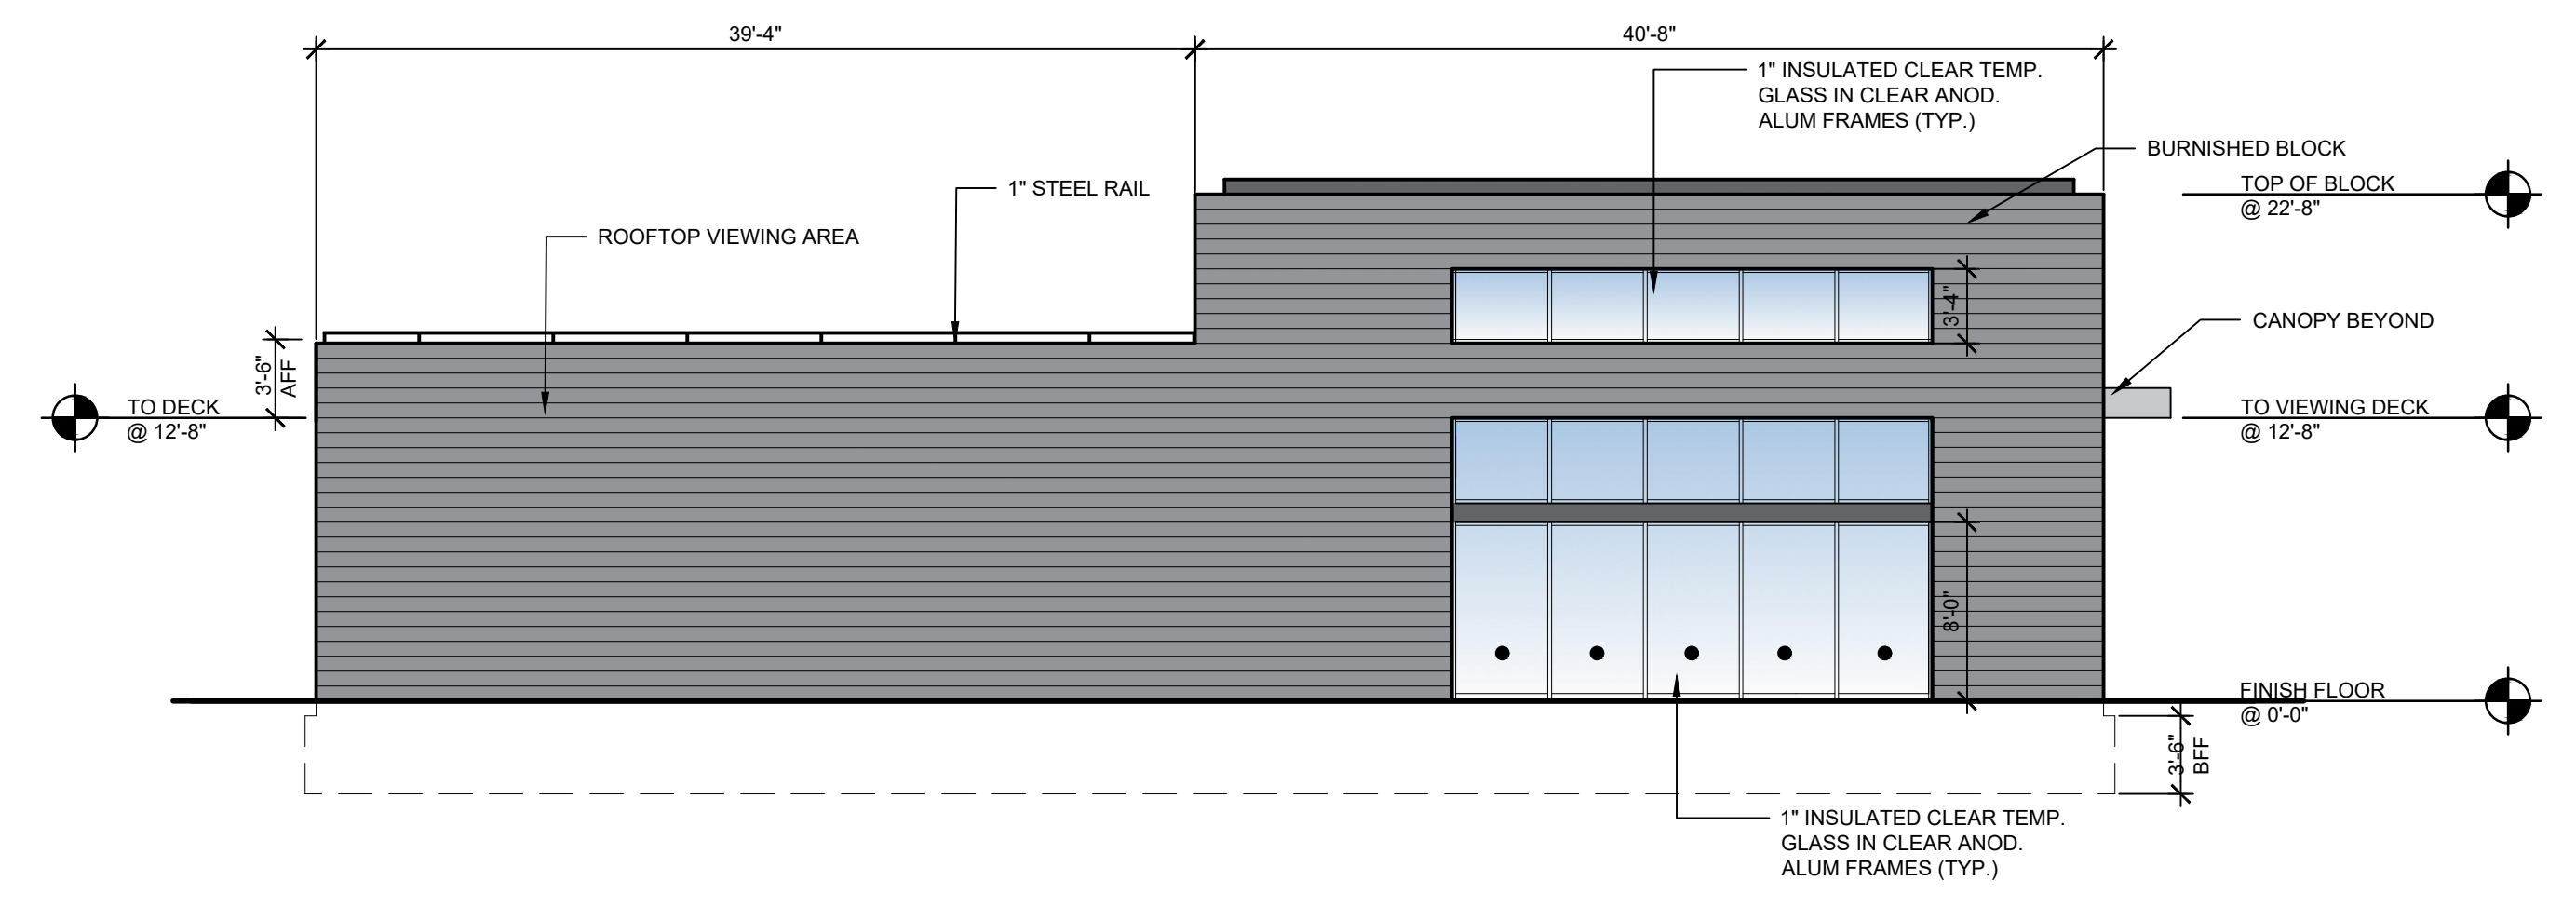 39'-4"
40'-8"
1" INSULATED CLEAR TEMP.
GLASS IN CLEAR ANOD.
ALUM FRAMES (TYP.)
BURNISHED BLOCK
TOP OF BLOCK
@ 22'-8"
1" STEEL RAIL
ROOFTOP VIEWING AREA
3'-4"
CANOPY BEYOND
3'-6"
AFF
TO DECK
@ 12'-8"
TO VIEWING DECK
@ 12'-8"
8'-0"
FINISH FLOOR
@ 0'-0"
3'-6"
BFF
1" INSULATED CLEAR TEMP.
GLASS IN CLEAR ANOD.
ALUM FRAMES (TYP.)